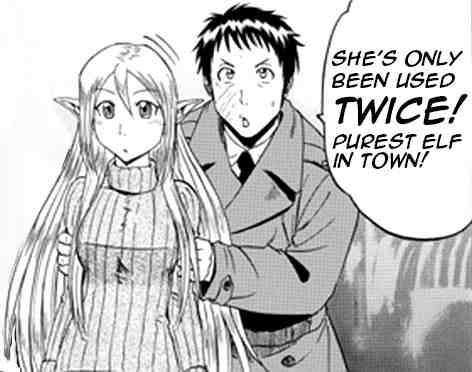 SHE'S ONLY
BEEN USED
TWICE!
PUREST ELF
IN TOWN!